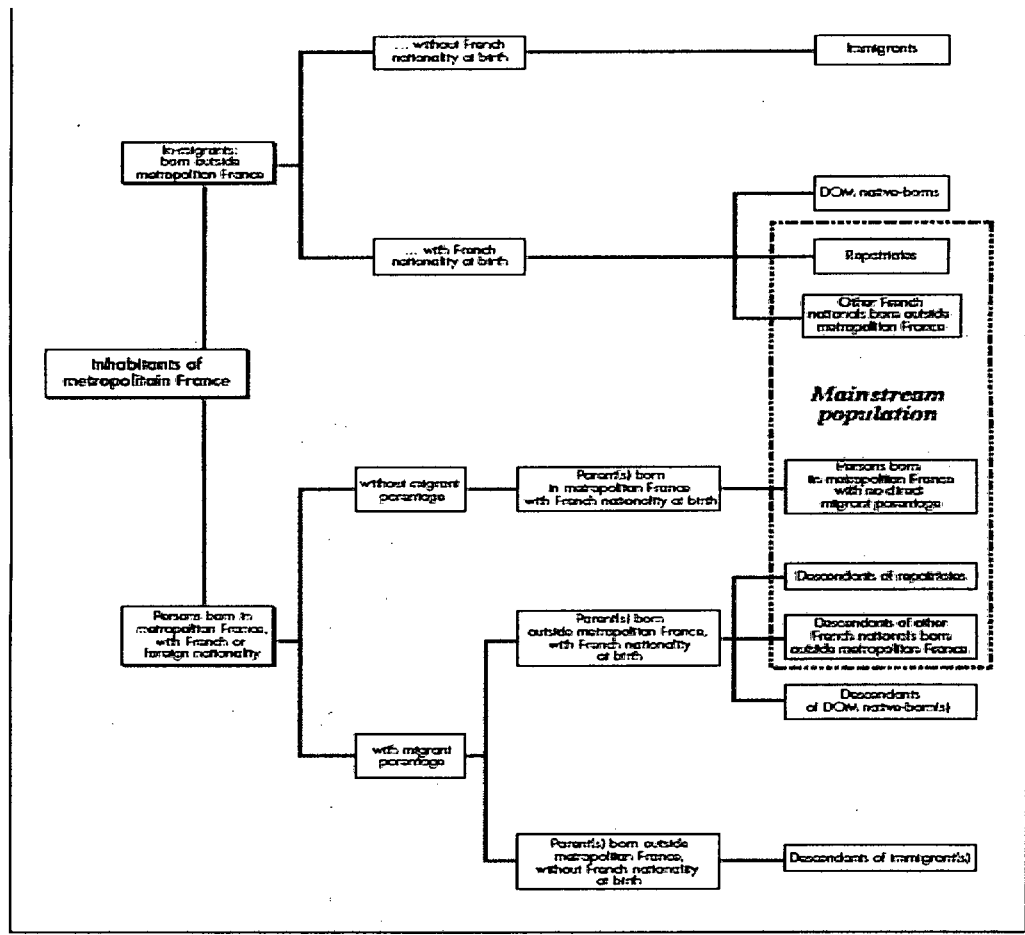 ... without French
nationality at birth
Immigrants
In-migrants:
born outside
metropolitan France
DOM native-borns
... with French
nationality at birth
Repatriates
Other French
nationals born outside
metropolitan France
Inhabitants of
metropolitain France
Mainstream
population
without migrant
parentage
Parent(s) born
in metropolitan France
with French nationality at birth
Persons born
in metropolitan France
with no direct
migrant parentage
Descendants of repatriates
Persons born in
metropolitan France,
with French or
foreign nationality
Parent(s) born
outside metropolitan France,
with French nationality
at birth
Descendants of other
French nationals born
outside metropolitan France
Descendants
of DOM native-born(s)
with migrant
parentage
Parent(s) born outside
metropolitan France,
without French nationality
at birth
Descendants of immigrant(s)